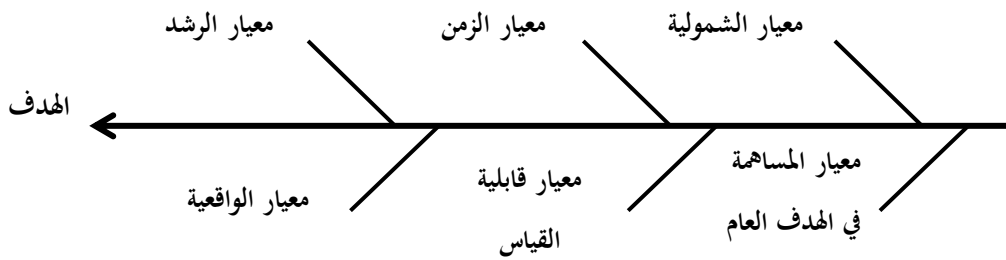 معيار الشمولية
معيار الزمن
معيار الرشد
الهدف
معيار المساهمة
في الهدف العام
معيار قابلية
القياس
معيار الواقعية